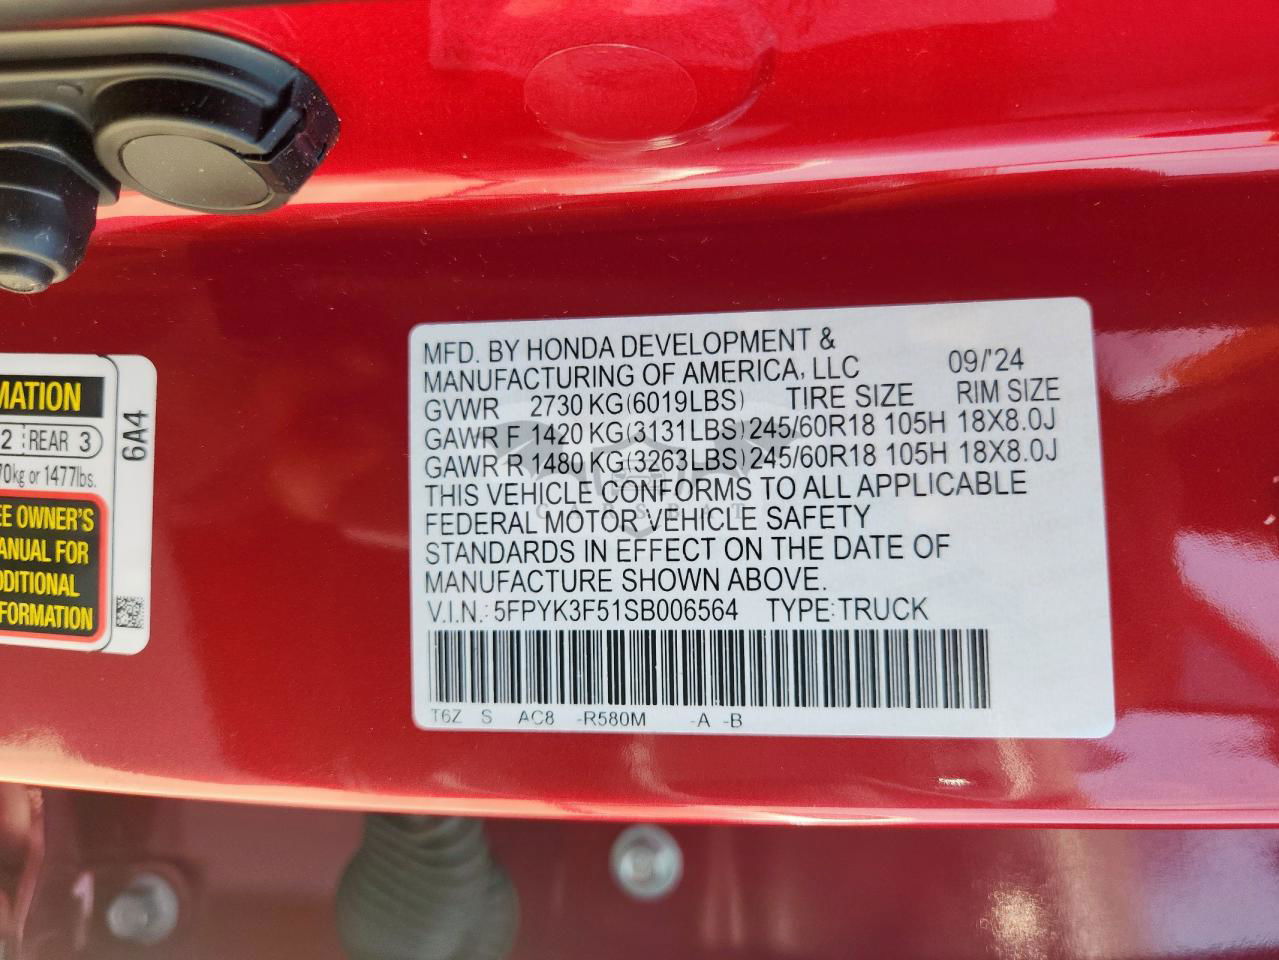 MATION
2 REAR 3
70kg or 1477lbs.
EE OWNER'S
ANUAL FOR
DDITIONAL
FORMATION
6A4
MFD. BY HONDA DEVELOPMENT &
MANUFACTURING OF AMERICA, LLC 09/'24
GVWR 2730 KG(6019LBS) TIRE SIZE RIM SIZE
GAWR F 1420 KG(3131LBS) 245/60R18 105H 18X8.0J
GAWR R 1480 KG(3263LBS) 245/60R18 105H 18X8.0J
THIS VEHICLE CONFORMS TO ALL APPLICABLE
FEDERAL MOTOR VEHICLE SAFETY
STANDARDS IN EFFECT ON THE DATE OF
MANUFACTURE SHOWN ABOVE.
V.I.N.: 5FPYK3F51SB006564 TYPE:TRUCK
T6Z S AC8 -R580M -A -B